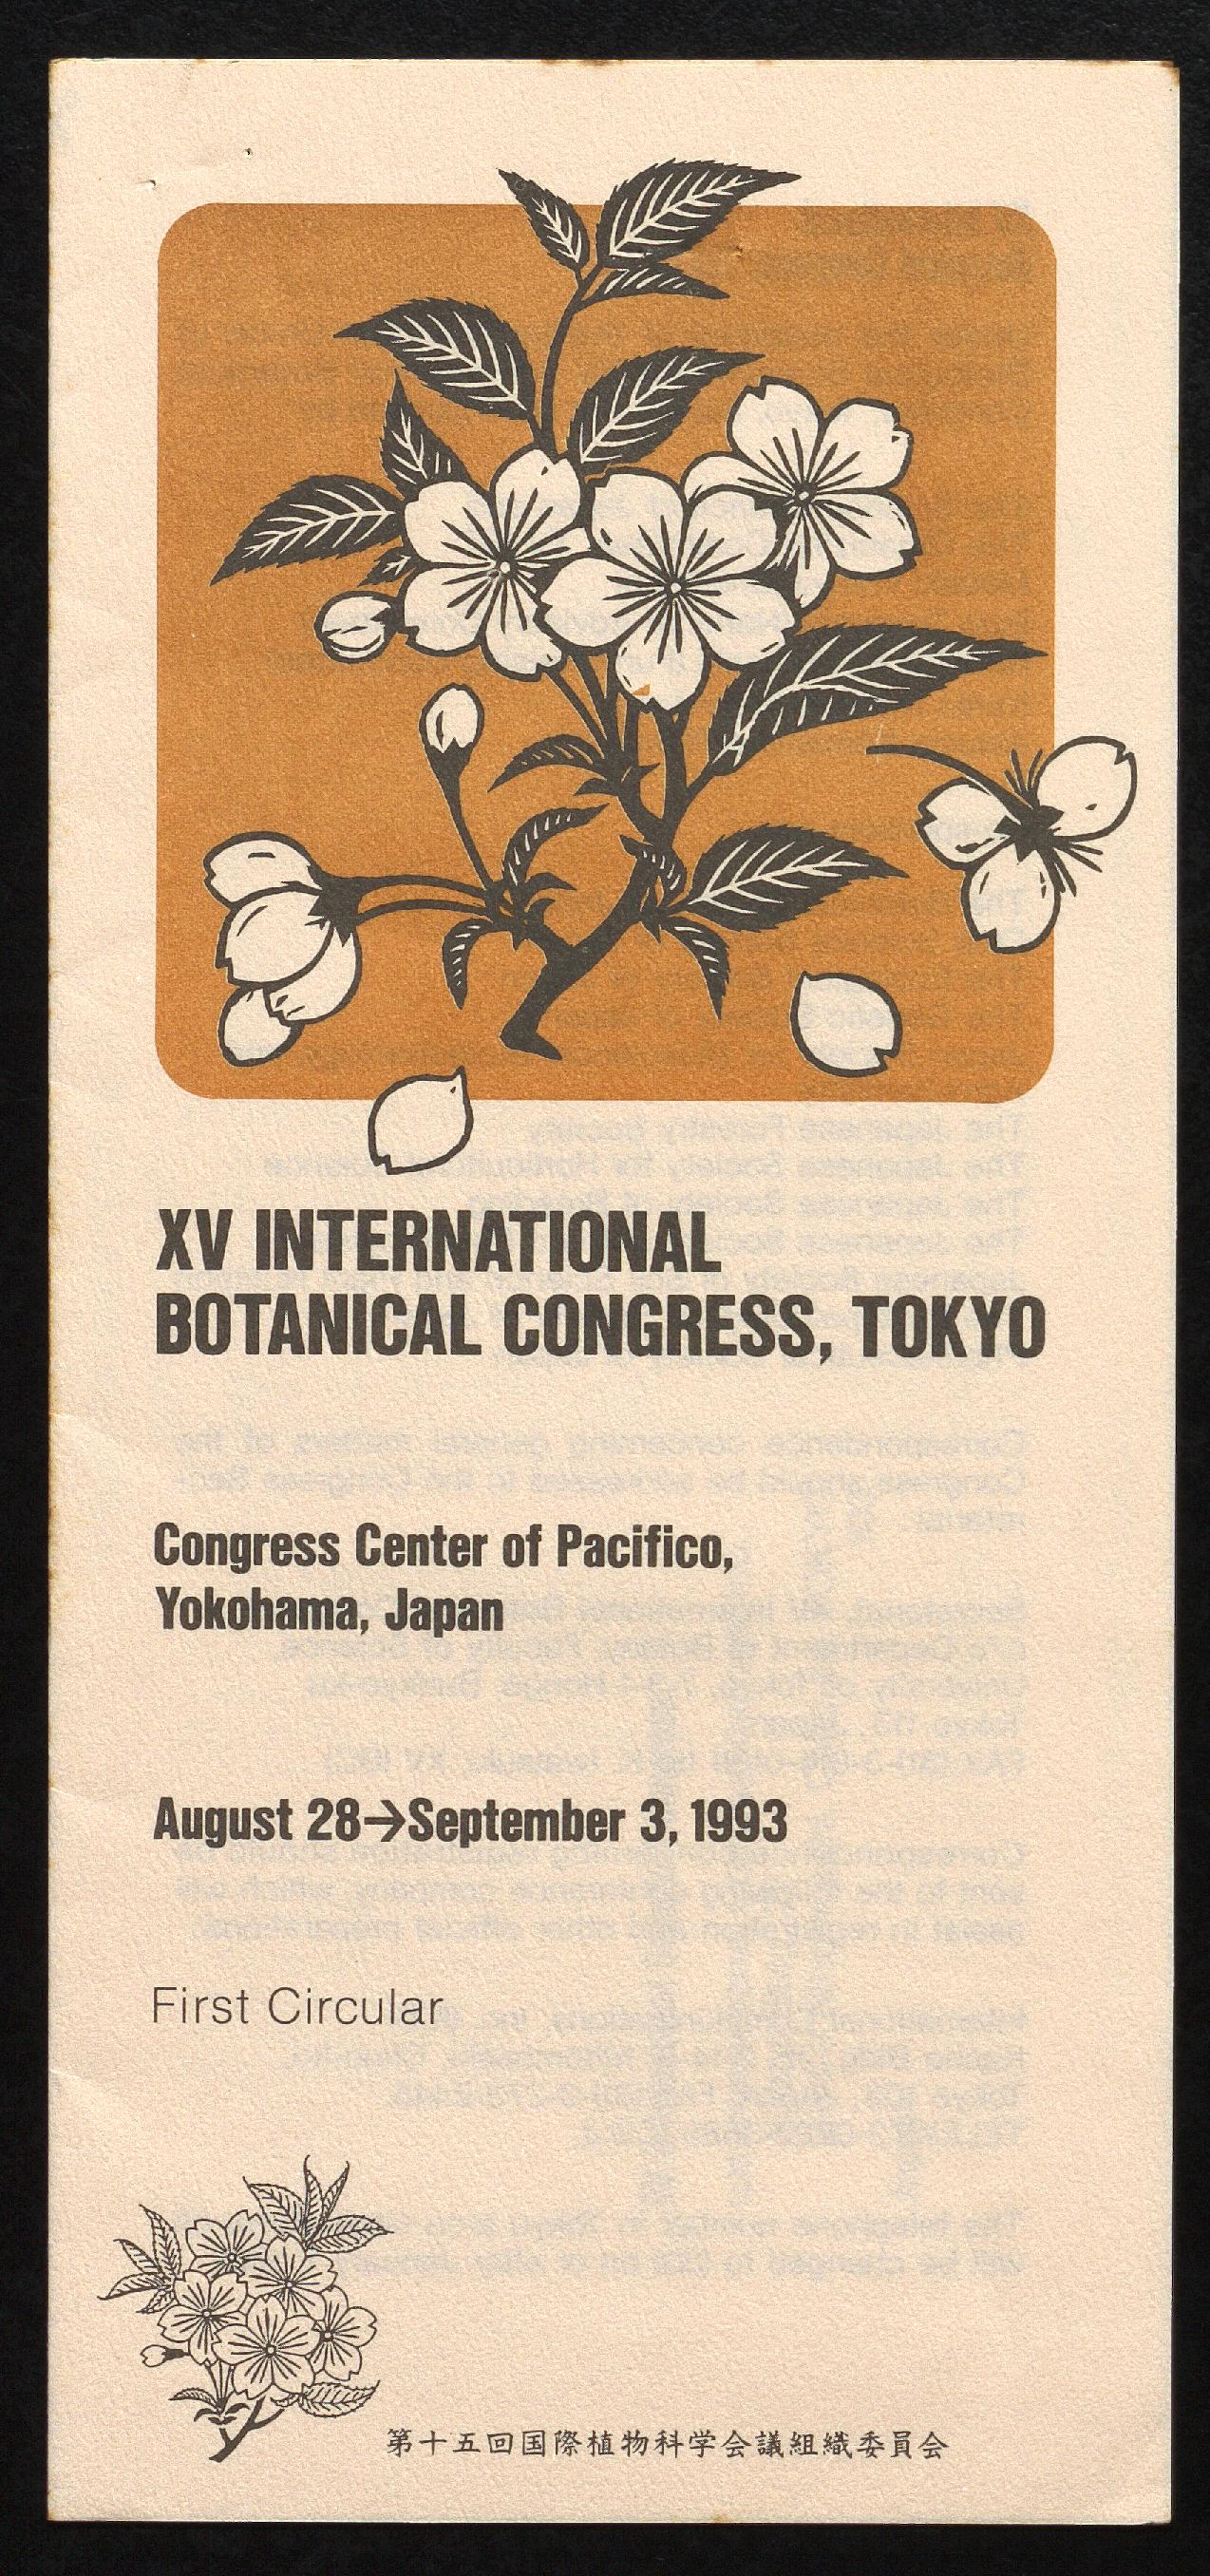 XV INTERNATIONAL
BOTANICAL CONGRESS, TOKYO
Congress Center of Pacifico,
Yokohama, Japan
August 28→September 3, 1993
First Circular
第十五回国際植物科学会議組織委員会